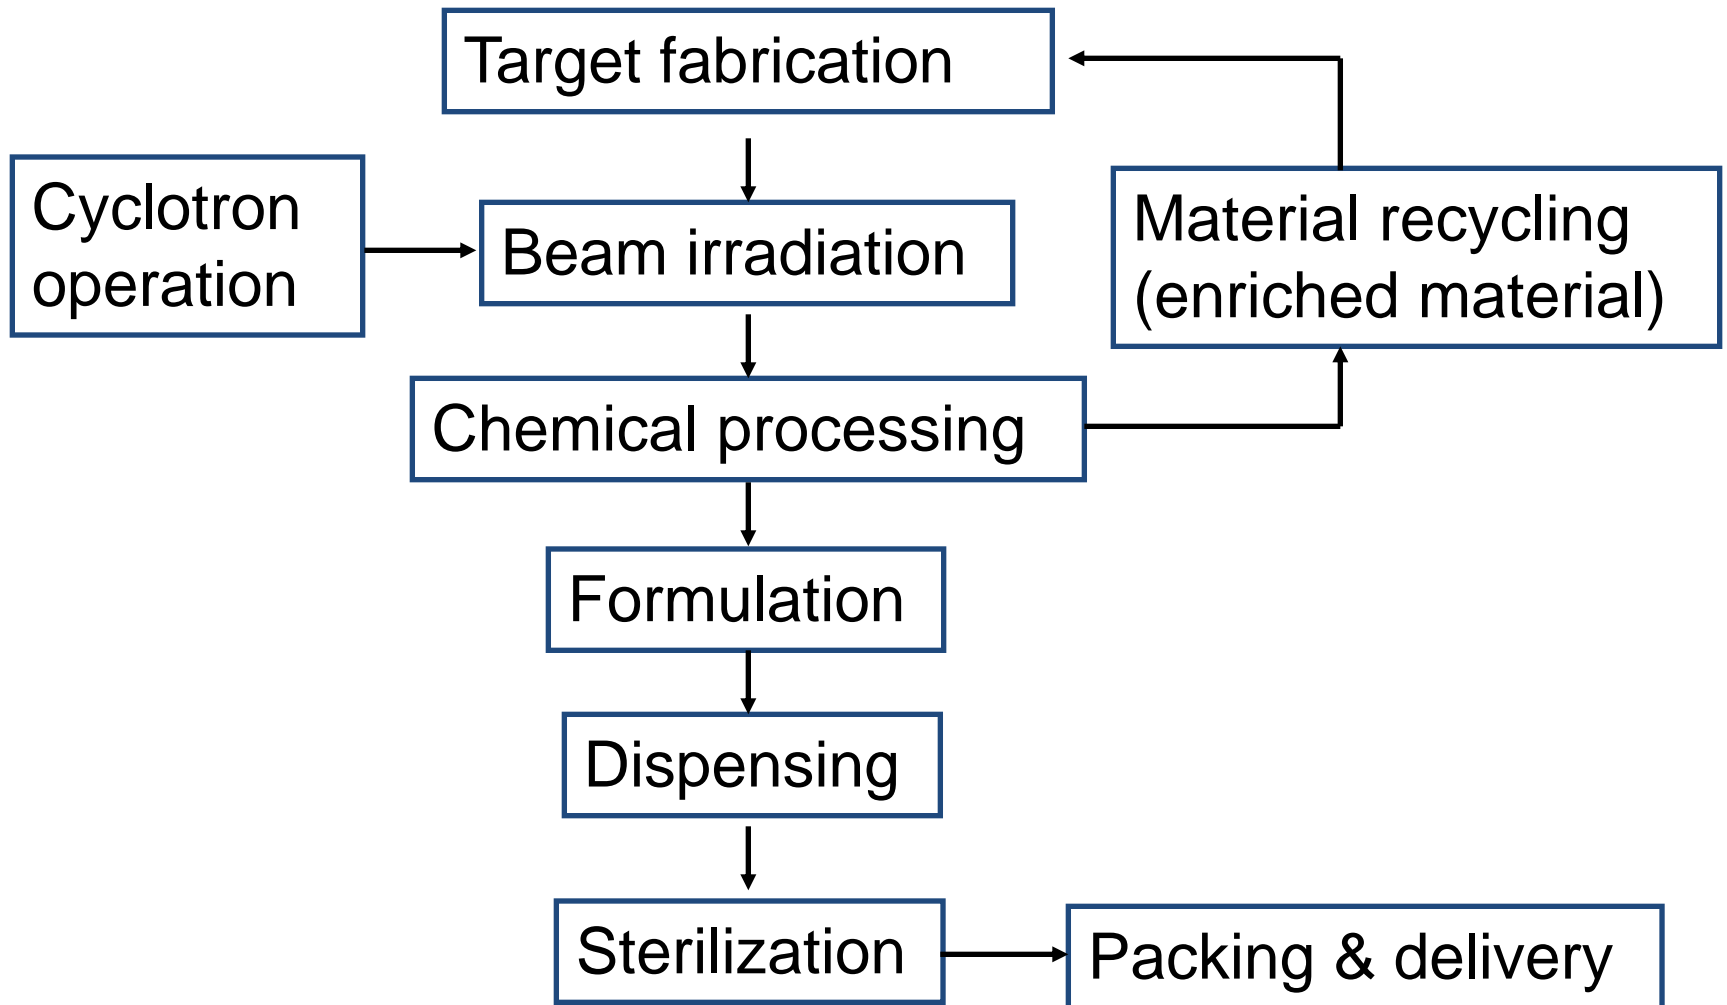 Target fabrication
Cyclotron
operation
Beam irradiation
Material recycling
(enriched material)
Chemical processing
Formulation
Dispensing
Sterilization
Packing & delivery